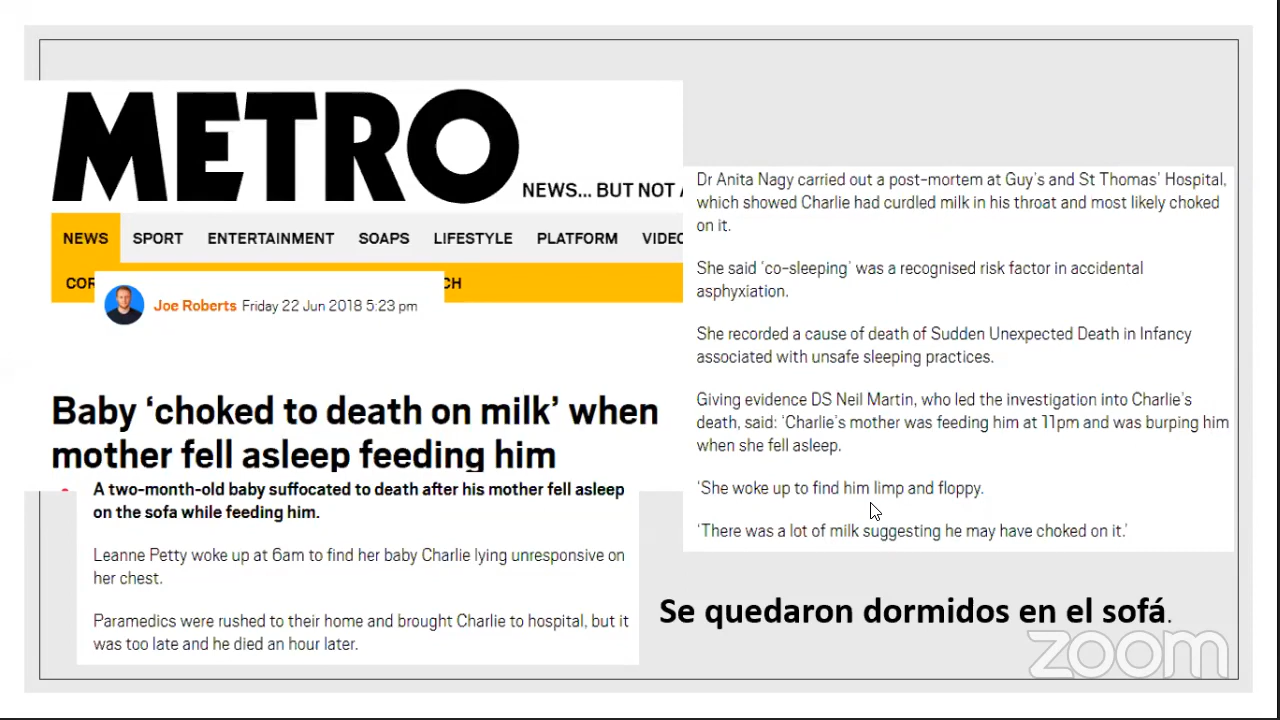 METRO
NEWS... BUT NOT
NEWS SPORT ENTERTAINMENT SOAPS LIFESTYLE PLATFORM
Joe Roberts Friday 22 Jun 2018 5:23 pm
Baby ‘choked to death on milk’ when
mother fell asleep feeding him
A two-month-old baby suffocated to death after his mother fell asleep
on the sofa while feeding him.
Leanne Petty woke up at 6am to find her baby Charlie lying unresponsive on
her chest.
Paramedics were rushed to their home and brought Charlie to hospital, but it
was too late and he died an hour later.
Dr Anita Nagy carried out a post-mortem at Guy’s and St Thomas’ Hospital,
which showed Charlie had curdled milk in his throat and most likely choked
on it.
She said ‘co-sleeping’ was a recognised risk factor in accidental
asphyxiation.
She recorded a cause of death of Sudden Unexpected Death in Infancy
associated with unsafe sleeping practices.
Giving evidence DS Neil Martin, who led the investigation into Charlie’s
death, said: ‘Charlie’s mother was feeding him at 11pm and was burping him
when she fell asleep.
‘She woke up to find him limp and floppy.
‘There was a lot of milk suggesting he may have choked on it.’
Se quedaron dormidos en el sofá.
zoom